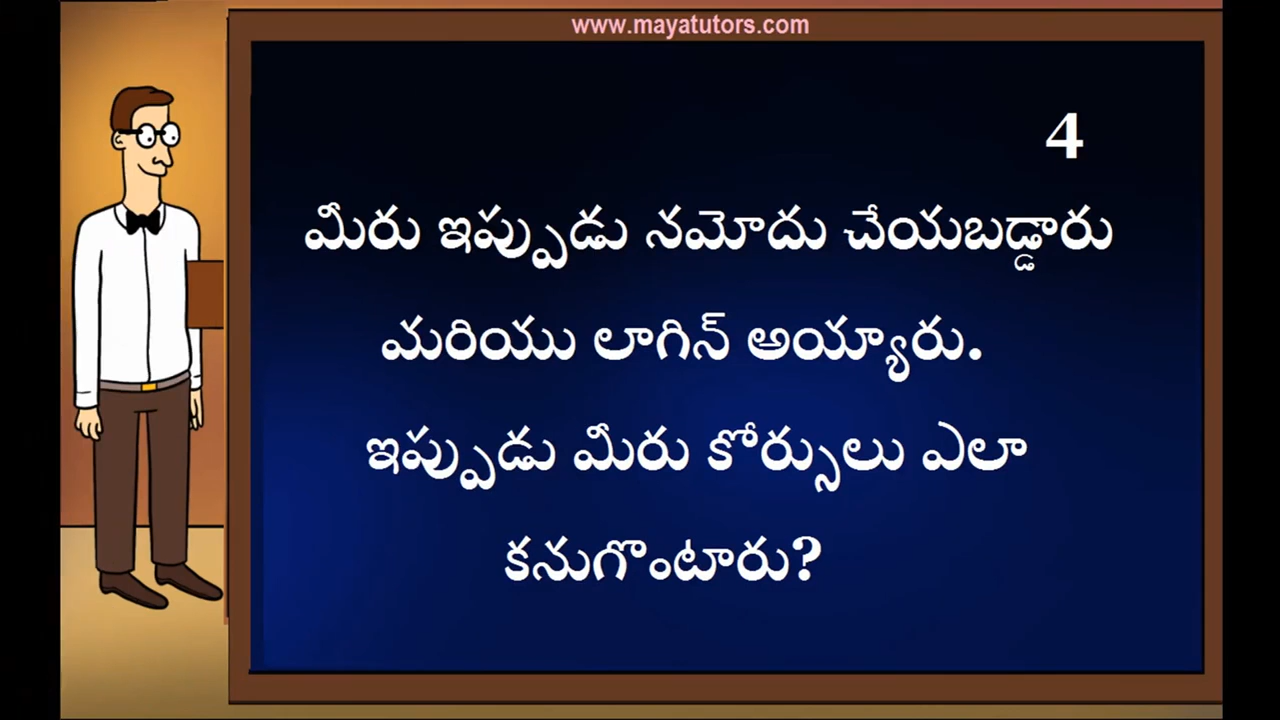 www.mayatutors.com
4
మీరు ఇప్పుడు నమోదు చేయబడ్డారు
మరియు లాగిన్ అయ్యారు.
ఇప్పుడు మీరు కోర్సులు ఎలా
కనుగొంటారు?